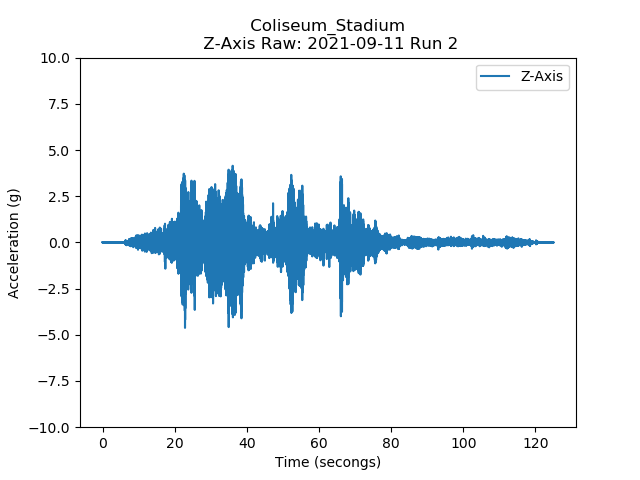 Coliseum_Stadium
Z-Axis Raw: 2021-09-11 Run 2
Z-Axis
10.0
7.5
5.0
2.5
0.0
−2.5
−5.0
−7.5
−10.0
Acceleration (g)
0 20 40 60 80 100 120
Time (secongs)